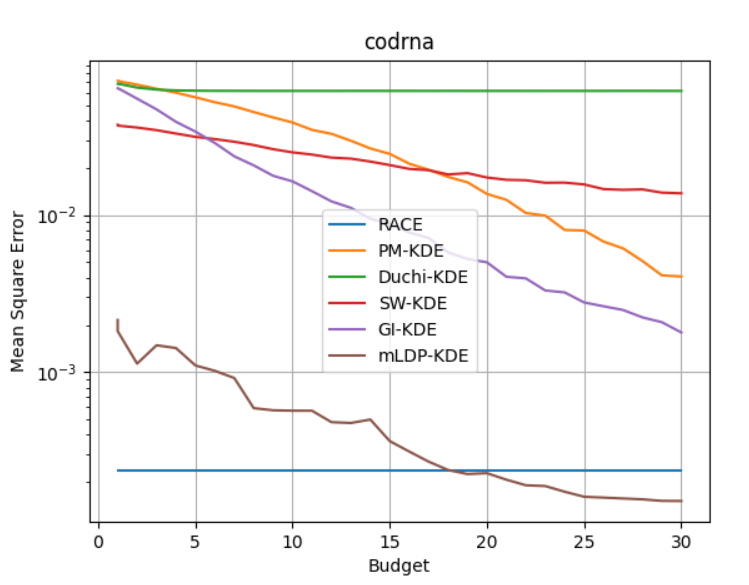 codrna
Mean Square Error
10⁻²
10⁻³
RACE
PM-KDE
Duchi-KDE
SW-KDE
GI-KDE
mLDP-KDE
0 5 10 15 20 25 30
Budget